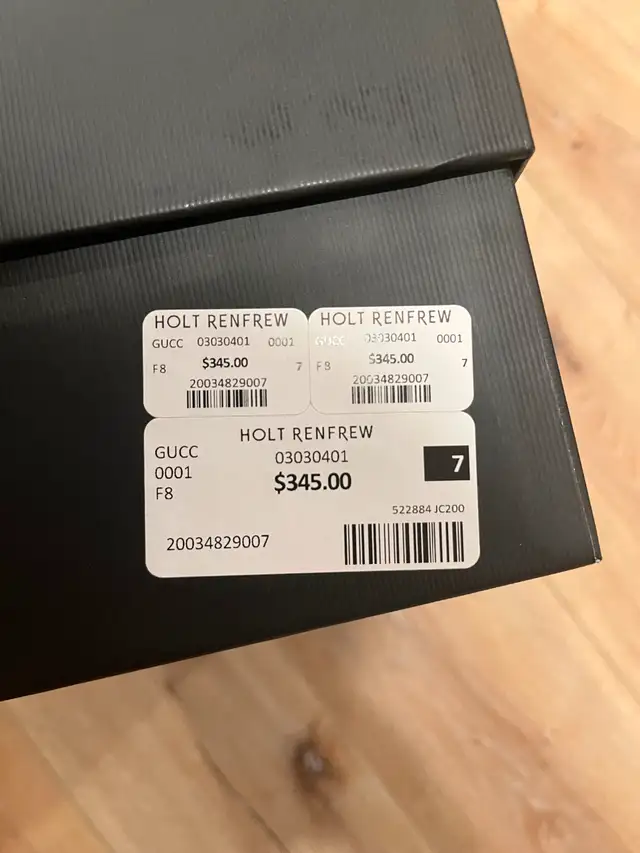 HOLT RENFREW
GUCC 03030401 0001
F8 $345.00 7
20034829007
HOLT RENFREW
GUCC 03030401 0001
F8 $345.00 7
20034829007
HOLT RENFREW
GUCC 03030401
0001 $345.00 7
F8
522884 JC200
20034829007